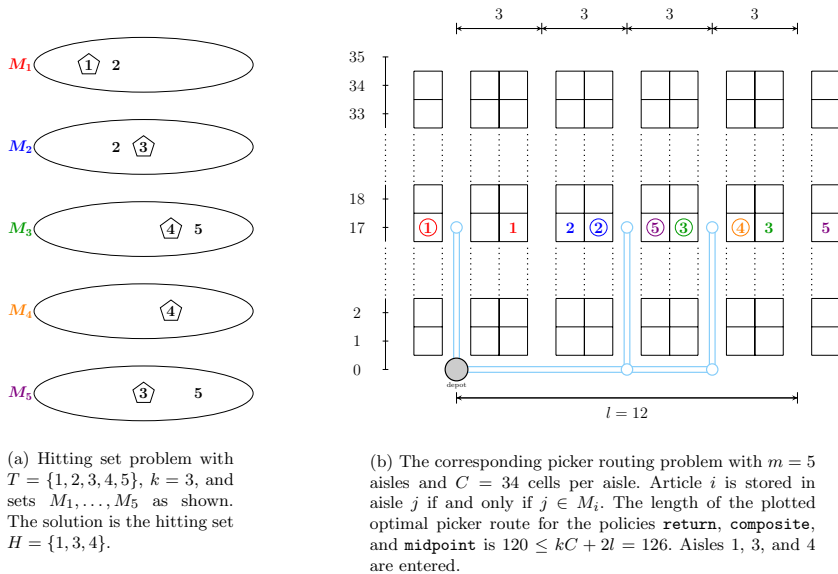 M₁ 1 2
M₂ 2 3
M₃ 4 5
M₄ 4
M₅ 3 5
(a) Hitting set problem with
T = {1, 2, 3, 4, 5}, k = 3, and
sets M₁, . . . , M₅ as shown.
The solution is the hitting set
H = {1, 3, 4}.
3 3 3
35
34
33
18
17 1 1 2 2 5 3 4 3 5
2
1
0
depot
l = 12
(b) The corresponding picker routing problem with m = 5
aisles and C = 34 cells per aisle. Article i is stored in
aisle j if and only if j ∈ Mᵢ. The length of the plotted
optimal picker route for the policies return, composite,
and midpoint is 120 ≤ kC + 2l = 126. Aisles 1, 3, and 4
are entered.